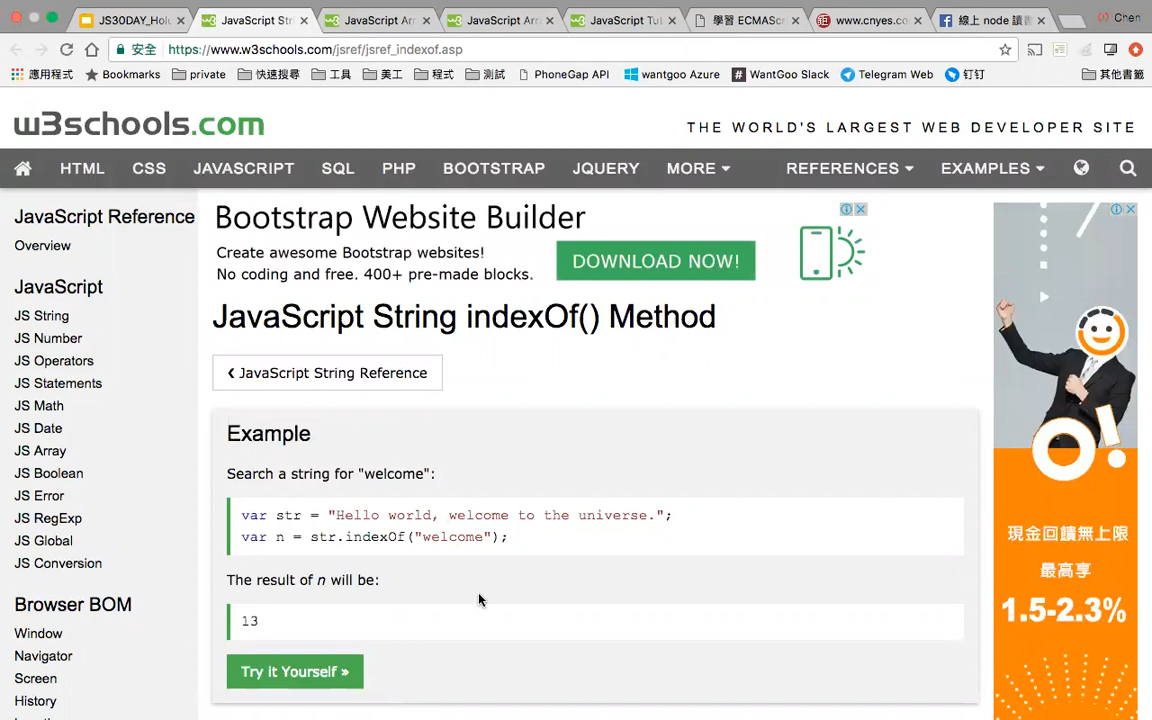 JS30DAY_Hoiu
JavaScript Str
JavaScript Arr
JavaScript Arr
JavaScript Tu
學習 ECMAScr
www.cnyes.co
線上 node 讀書
Chen
安全
https://www.w3schools.com/jsref/jsref_indexof.asp
應用程式
Bookmarks
private
快速搜尋
工具
美工
程式
測試
PhoneGap API
wantgoo Azure
WantGoo Slack
Telegram Web
钉钉
其他書籤
w3schools.com
THE WORLD'S LARGEST WEB DEVELOPER SITE
HTML
CSS
JAVASCRIPT
SQL
PHP
BOOTSTRAP
JQUERY
MORE
REFERENCES
EXAMPLES
JavaScript Reference
Overview
JavaScript
JS String
JS Number
JS Operators
JS Statements
JS Math
JS Date
JS Array
JS Boolean
JS Error
JS RegExp
JS Global
JS Conversion
Browser BOM
Window
Navigator
Screen
History
Bootstrap Website Builder
Create awesome Bootstrap websites!
No coding and free. 400+ pre-made blocks.
DOWNLOAD NOW!
JavaScript String indexOf() Method
❮ JavaScript String Reference
Example
Search a string for "welcome":
var str = "Hello world, welcome to the universe.";
var n = str.indexOf("welcome");
The result of n will be:
13
Try it Yourself »
O!
現金回饋無上限
最高享
1.5-2.3%